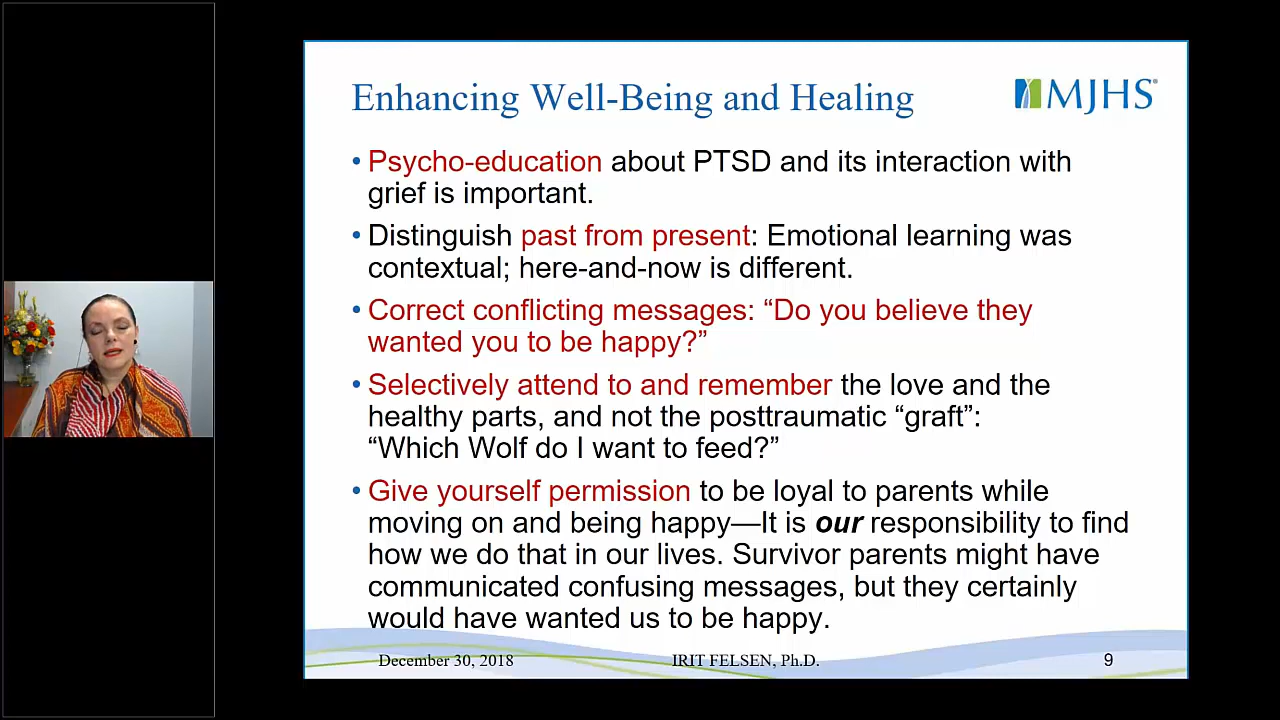 Enhancing Well-Being and Healing
MJHS®
• Psycho-education about PTSD and its interaction with
grief is important.
• Distinguish past from present: Emotional learning was
contextual; here-and-now is different.
• Correct conflicting messages: “Do you believe they
wanted you to be happy?”
• Selectively attend to and remember the love and the
healthy parts, and not the posttraumatic “graft”:
“Which Wolf do I want to feed?”
• Give yourself permission to be loyal to parents while
moving on and being happy—It is our responsibility to find
how we do that in our lives. Survivor parents might have
communicated confusing messages, but they certainly
would have wanted us to be happy.
December 30, 2018
IRIT FELSEN, Ph.D.
9